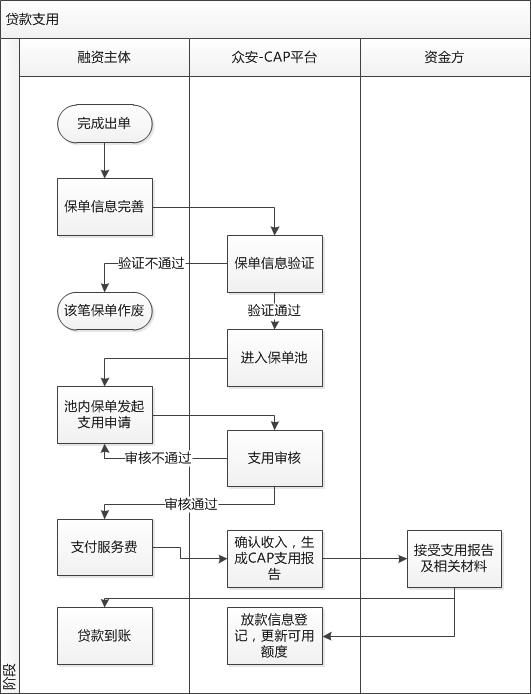 贷款支用
融资主体
众安-CAP平台
资金方
完成出单
保单信息完善
保单信息验证
验证不通过
该笔保单作废
验证通过
进入保单池
池内保单发起
支用申请
支用审核
审核不通过
审核通过
支付服务费
确认收入，生
成CAP支用报
告
接受支用报告
及相关材料
贷款到账
放款信息登
记，更新可用
额度
阶段